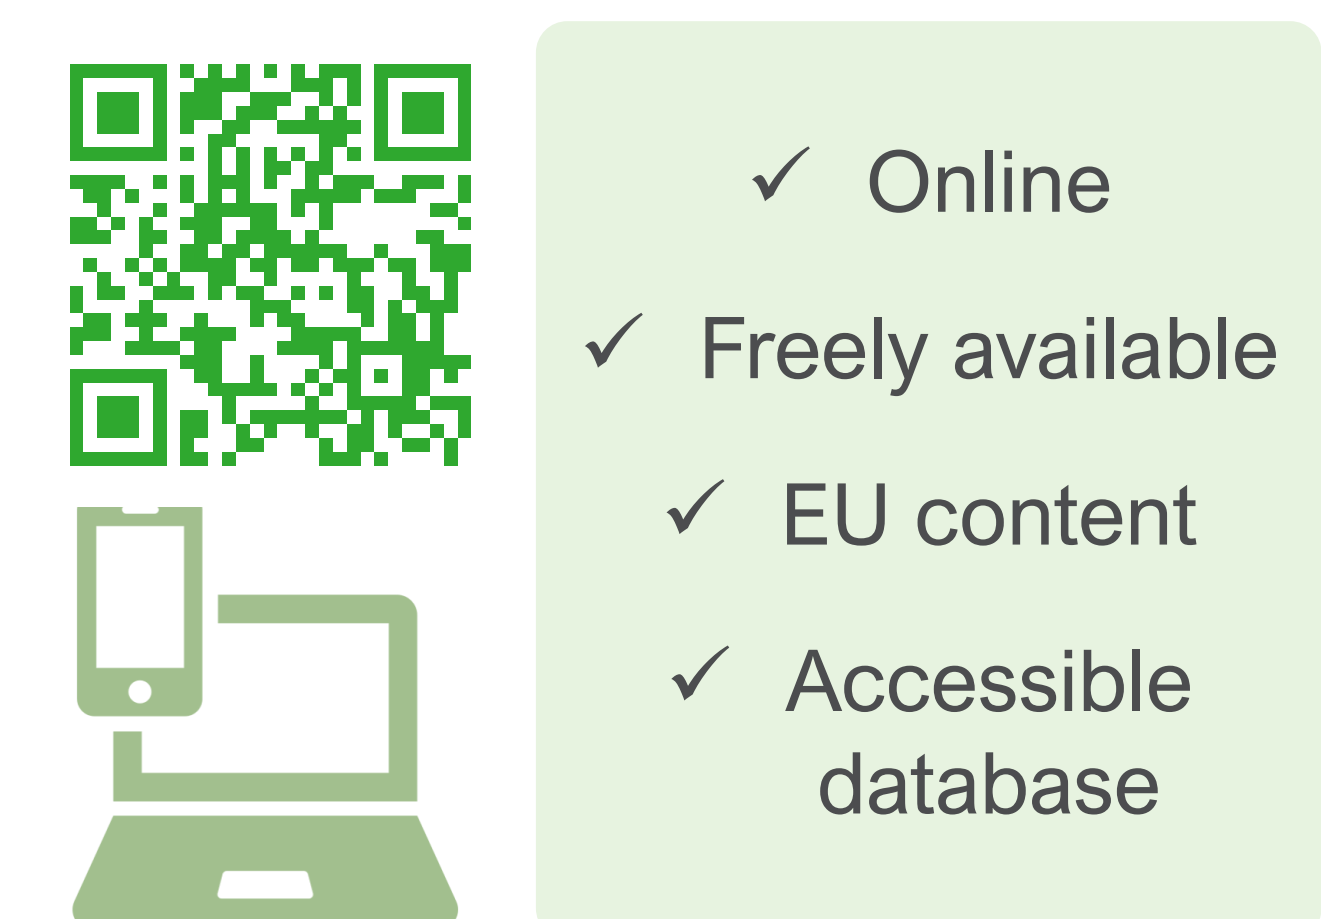 ✓ Online
✓ Freely available
✓ EU content
✓ Accessible
database